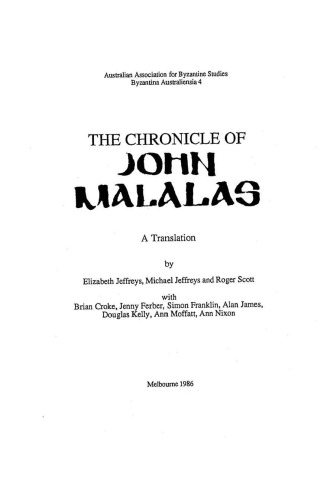 Australian Association for Byzantine Studies
Byzantina Australiensia 4
THE CHRONICLE OF
JOHN
MALALAS
A Translation
by
Elizabeth Jeffreys, Michael Jeffreys and Roger Scott
with
Brian Croke, Jenny Ferber, Simon Franklin, Alan James,
Douglas Kelly, Ann Moffatt, Ann Nixon
Melbourne 1986